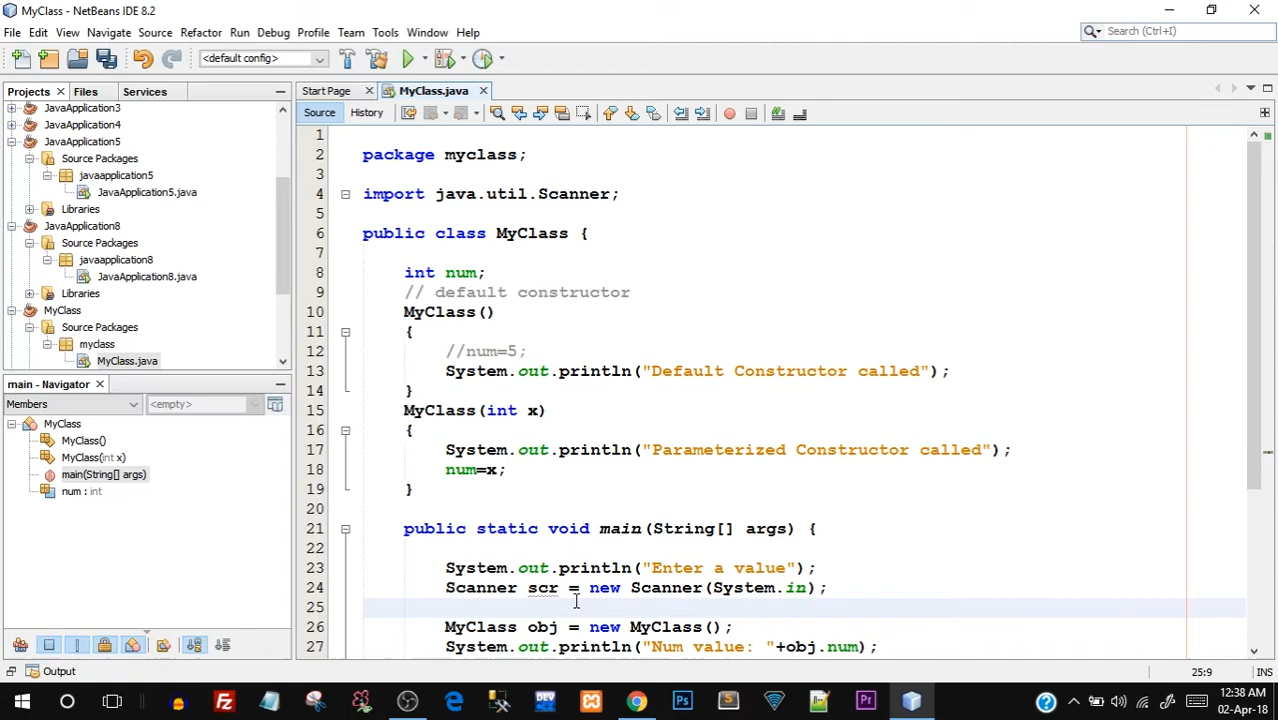 MyClass - NetBeans IDE 8.2
File Edit View Navigate Source Refactor Run Debug Profile Team Tools Window Help
Search (Ctrl+I)
<default config>
Projects Files Services
JavaApplication3
JavaApplication4
JavaApplication5
Source Packages
javaapplication5
JavaApplication5.java
Libraries
JavaApplication8
Source Packages
javaapplication8
JavaApplication8.java
Libraries
MyClass
Source Packages
myclass
MyClass.java
main - Navigator
Members <empty>
MyClass
MyClass()
MyClass(int x)
main(String[] args)
num : int
Start Page MyClass.java
Source History
1
2 package myclass;
3
4 import java.util.Scanner;
5
6 public class MyClass {
7
8 int num;
9 // default constructor
10 MyClass()
11 {
12 //num=5;
13 System.out.println("Default Constructor called");
14 }
15 MyClass(int x)
16 {
17 System.out.println("Parameterized Constructor called");
18 num=x;
19 }
20
21 public static void main(String[] args) {
22
23 System.out.println("Enter a value");
24 Scanner scr = new Scanner(System.in);
25
26 MyClass obj = new MyClass();
27 System.out.println("Num value: "+obj.num);
Output
25:9 INS
12:38 AM
02-Apr-18